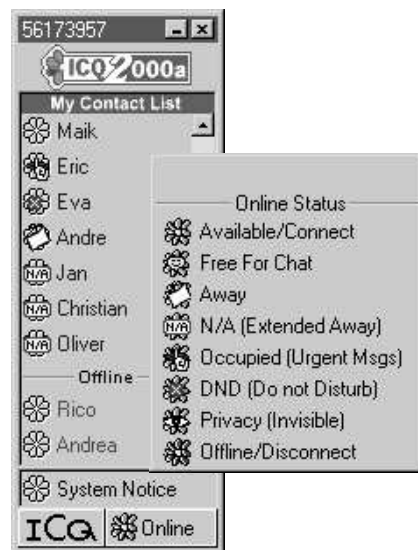 56173957
ICQ2000a
My Contact List
Maik
Eric
Eva
Andre
N/A Jan
N/A Christian
N/A Oliver
Offline
Rico
Andrea
System Notice
ICQ Online
Online Status
Available/Connect
Free For Chat
Away
N/A N/A (Extended Away)
Occupied (Urgent Msgs)
DND (Do not Disturb)
Privacy (Invisible)
Offline/Disconnect